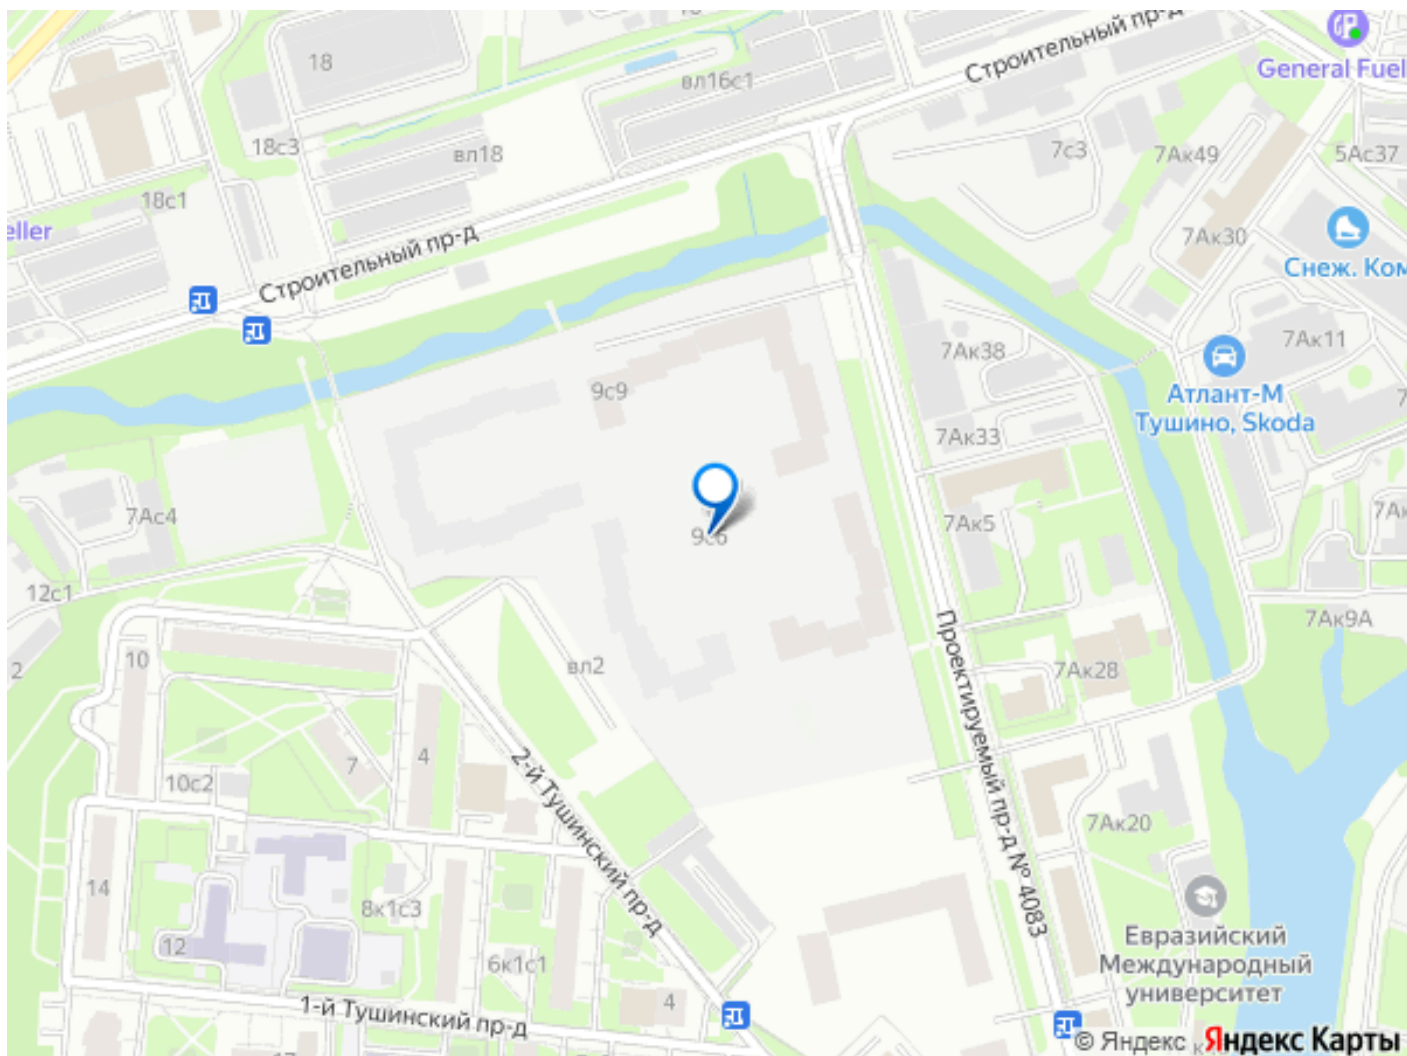 18
вл16с1
Строительный пр-д
General Fuel
18с3
вл18
7с3
7Ак49
5Ас37
18с1
eller
Строительный пр-д
7Ак30
Снеж. Ком
7Ак38
7Ак11
9с9
Атлант-М
Тушино, Skoda
7Ак33
7Ас4
9с6
7Ак5
12с1
7Ак9А
Проектируемый пр-д № 4083
2
10
вл2
7Ак28
2-й Тушинский пр-д
7
4
10с2
7Ак20
14
8к1с3
12
6к1с1
Евразийский
Международный
университет
4
1-й Тушинский пр-д
© Яндекс
Яндекс Карты